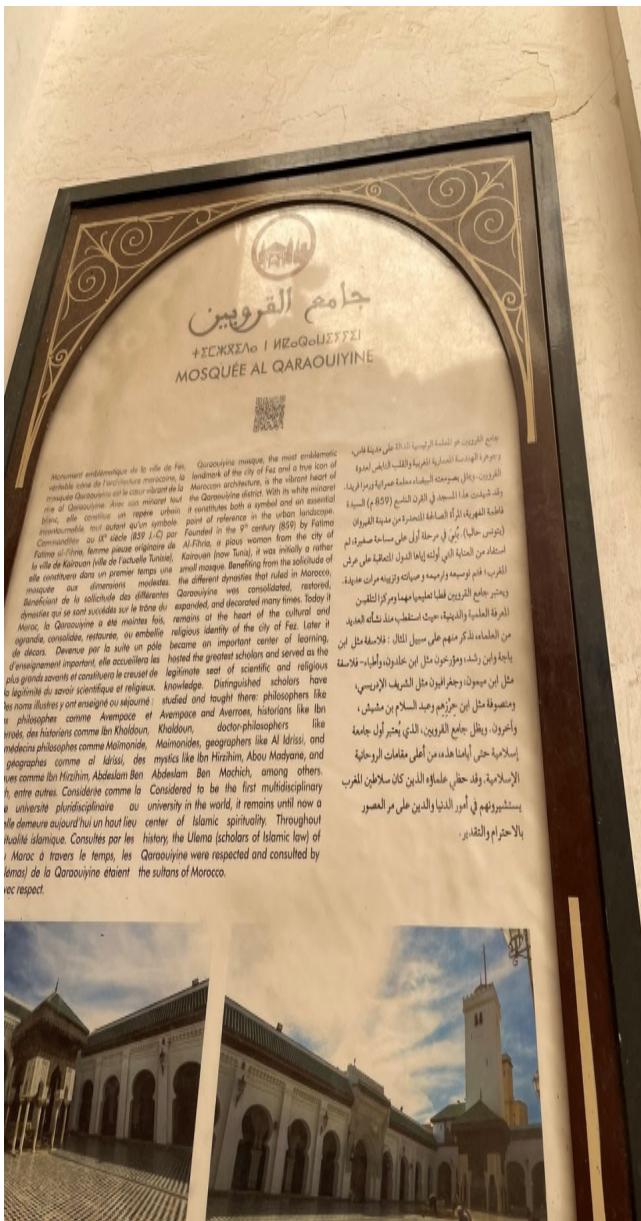 جامع القرويين
ⵜⵉⵎⵣⴳⵉⴷⴰ ⵏ ⵍⵇⴰⵕⴰⵡⵉⵢⵢⵉⵏ
MOSQUÉE AL QARAOUIYINE
Monument emblématique de la ville de Fès,
véritable icône de l'architecture marocaine, la
mosquée Qaraouiyine est le cœur vibrant de la
rive al Qaraouiyine. Avec son minaret tout
blanc, elle constitue un repère urbain
incontournable tout autant qu'un symbole.
Commanditée au IXᵉ siècle (859 J.-C) par
Fatima al-Fihria, femme pieuse originaire de
la ville de Kairouan (ville de l'actuelle Tunisie),
elle constituera dans un premier temps une
mosquée aux dimensions modestes.
Bénéficiant de la sollicitude des différentes
dynasties qui se sont succédés sur le trône du
Maroc, la Qaraouiyine a été maintes fois,
agrandie, consolidée, restaurée, ou embellie
de décors. Devenue par la suite un pôle
d'enseignement important, elle accueillera les
plus grands savants et constituera le creuset de
la légitimité du savoir scientifique et religieux.
Des noms illustres y ont enseigné ou séjourné :
philosophes comme Avempace et
des historiens comme Ibn Khaldoun,
médecins philosophes comme Maïmonide,
géographes comme al Idrissi, des
comme Ibn Hirzihim, Abdeslam Ben
entre autres. Considérée comme la
université pluridisciplinaire au
elle demeure aujourd'hui un haut lieu
islamique. Consultés par les
Maroc à travers le temps, les
de la Qaraouiyine étaient
respect.
Qaraouiyine mosque, the most emblematic
landmark of the city of Fez and a true icon of
Moroccan architecture, is the vibrant heart of
the Qaraouiyine district. With its white minaret
it constitutes both a symbol and an essential
point of reference in the urban landscape.
Founded in the 9ᵗʰ century (859) by Fatima
Al-Fihria, a pious woman from the city of
Kairouan (now Tunia), it was initially a rather
small mosque. Benefiting from the solicitude of
the different dynasties that ruled in Morocco,
Qaraouiyine was consolidated, restored,
expanded, and decorated many times. Today it
remains at the heart of the cultural and
religious identity of the city of Fez. Later it
became an important center of learning,
hosted the greatest scholars and served as the
legitimate seat of scientific and religious
knowledge. Distinguished scholars have
studied and taught there: philosophers like
Avempace and Averroes, historians like Ibn
Khaldoun, doctor-philosophers like
Maimonides, geographers like Al Idrissi, and
mystics like Ibn Hirzihim, Abou Madyane, and
Abdeslam Ben Machich, among others.
Considered to be the first multidisciplinary
university in the world, it remains until now a
center of Islamic spirituality. Throughout
history, the Ulema (scholars of Islamic law) of
Qaraouiyine were respected and consulted by
the sultans of Morocco.
جامع القرويين هو المعلمة الرئيسية الدالة على مدينة فاس،
وجوهرة الهندسة المعمارية المغربية والقلب النابض لعدوة
القرويين، ويظل بصومعته البيضاء معلمة عمرانية ورمزا فريدا.
وقد شيدت هذا المسجد في القرن التاسع (859 م) السيدة
فاطمة الفهرية، المرأة الصالحة المنحدرة من مدينة القيروان
(بتونس حاليا). بُنِيَ في مرحلة أولى على مساحة صغيرة، ثم
استفاد من العناية التي أولته إياها الدول المتعاقبة على عرش
المغرب؛ فتم توسيعه وترميمه وصيانته وتزيينه مرات عديدة.
ويعتبر جامع القرويين قطبا تعليميا مهما ومركزا لتلقين
المعرفة العلمية والدينية، حيث استقطب منذ نشأته العديد
من العلماء، نذكر منهم على سبيل المثال : فلاسفة مثل ابن
باجة وابن رشد، ومؤرخون مثل ابن خلدون، وأطباء-فلاسفة
مثل ابن ميمون، وجغرافيون مثل الشريف الإدريسي،
ومتصوفة مثل ابن حِرْزِهِم وعبد السلام بن مشيش،
وآخرون. ويظل جامع القرويين، الذي يُعتبر أول جامعة
إسلامية حتى أيامنا هذه، من أعلى مقامات الروحانية
الإسلامية. وقد حظي علماؤه الذين كان سلاطين المغرب
يستشيرونهم في أمور الدنيا والدين على مر العصور
بالاحترام والتقدير.